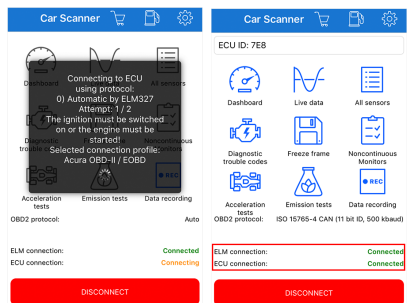 Car Scanner
Connecting to ECU
using protocol:
0) Automatic by ELM327
Attempt: 1 / 2
The ignition must be switched
on or the engine must be
started!
Selected connection profile:
Acura OBD-II / EOBD
Dashboard
All sensors
Diagnostic
trouble codes
Noncontinuous
Monitors
Acceleration
tests
Emission tests
Data recording
OBD2 protocol: Auto
ELM connection: Connected
ECU connection: Connecting
DISCONNECT
Car Scanner
ECU ID: 7E8
Dashboard
Live data
All sensors
Diagnostic
trouble codes
Freeze frame
Noncontinuous
Monitors
REC
Acceleration
tests
Emission tests
Data recording
OBD2 protocol: ISO 15765-4 CAN (11 bit ID, 500 kbaud)
ELM connection: Connected
ECU connection: Connected
DISCONNECT